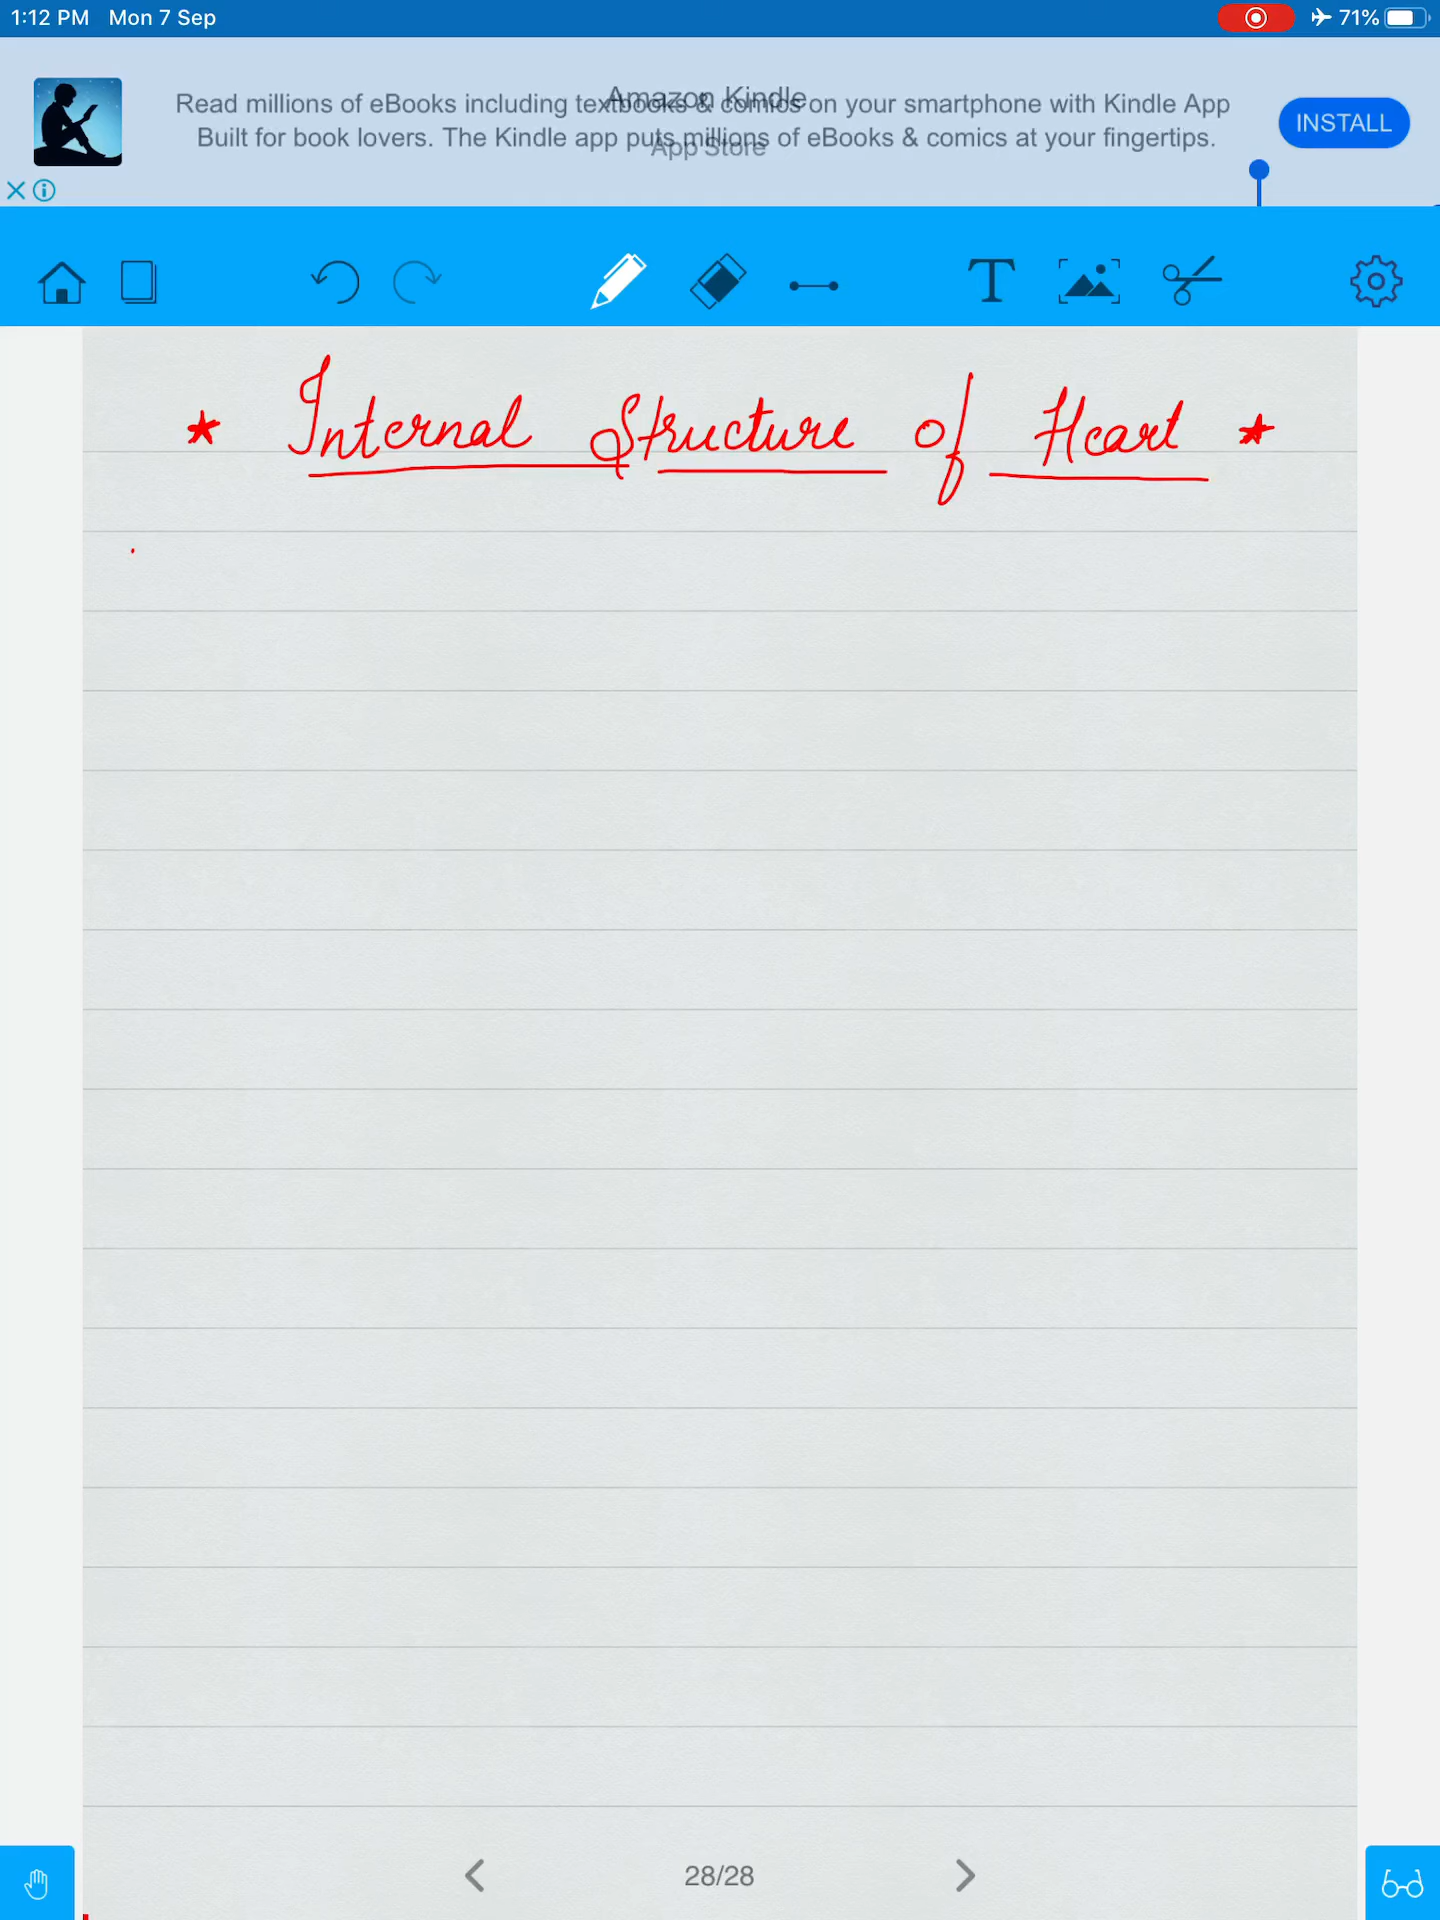 1:12 PM Mon 7 Sep 71%
Amazon Kindle
App Store
Read millions of eBooks including textbooks & comics on your smartphone with Kindle App
Built for book lovers. The Kindle app puts millions of eBooks & comics at your fingertips.
INSTALL
T
★ Internal Structure of Heart ★
28/28